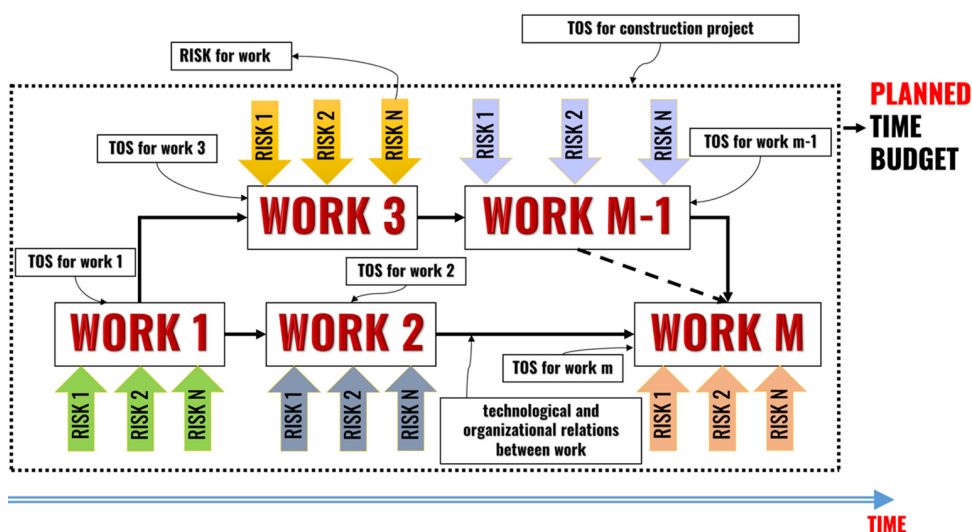 TOS for construction project
RISK for work
PLANNED
TIME
BUDGET
RISK 1
RISK 2
RISK N
RISK 1
RISK 2
RISK N
TOS for work 3
TOS for work m-1
WORK 3
WORK M-1
TOS for work 1
TOS for work 2
WORK 1
WORK 2
WORK M
TOS for work m
RISK 1
RISK 2
RISK N
RISK 1
RISK 2
RISK N
RISK 1
RISK 2
RISK N
technological and
organizational relations
between work
TIME